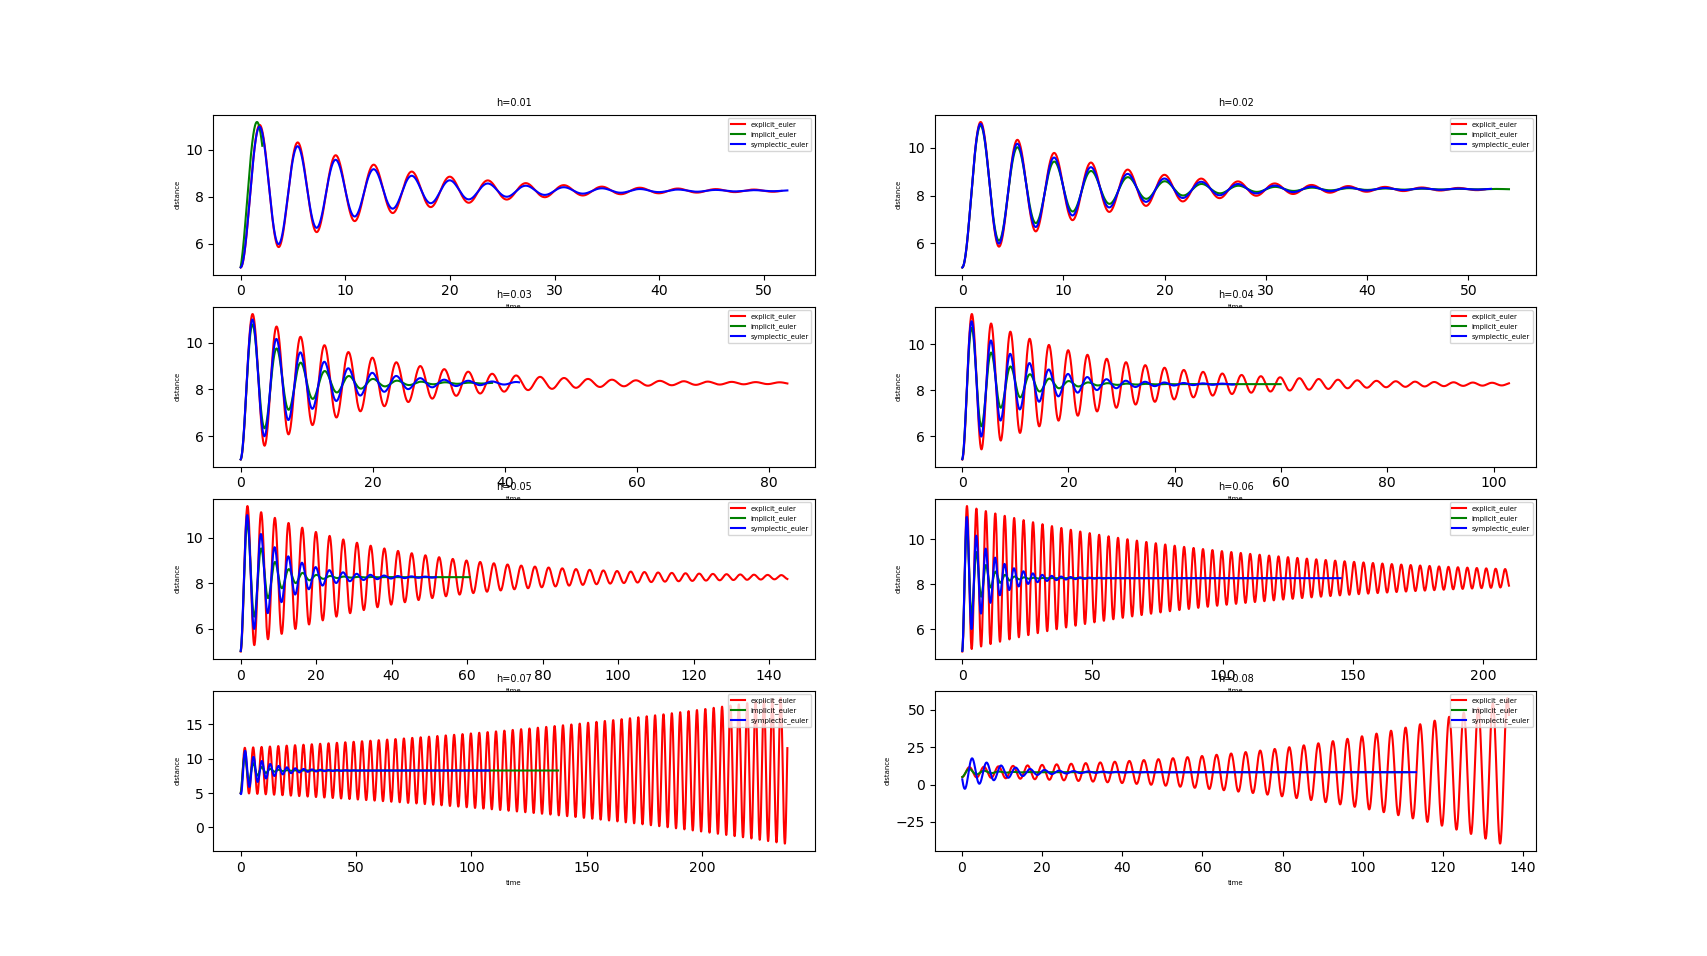 h=0.01
h=0.02
distance
10
8
6
explicit_euler
implicit_euler
symplectic_euler
0 10 20 30 40 50
time
distance
10
8
6
explicit_euler
implicit_euler
symplectic_euler
0 10 20 30 40 50
time
h=0.03
h=0.04
distance
10
8
6
explicit_euler
implicit_euler
symplectic_euler
0 20 40 60 80
time
distance
10
8
6
explicit_euler
implicit_euler
symplectic_euler
0 20 40 60 80 100
time
h=0.05
h=0.06
distance
10
8
6
explicit_euler
implicit_euler
symplectic_euler
0 20 40 60 80 100 120 140
time
distance
10
8
6
explicit_euler
implicit_euler
symplectic_euler
0 50 100 150 200
time
h=0.07
h=0.08
distance
15
10
5
0
explicit_euler
implicit_euler
symplectic_euler
0 50 100 150 200
time
distance
50
25
0
−25
explicit_euler
implicit_euler
symplectic_euler
0 20 40 60 80 100 120 140
time